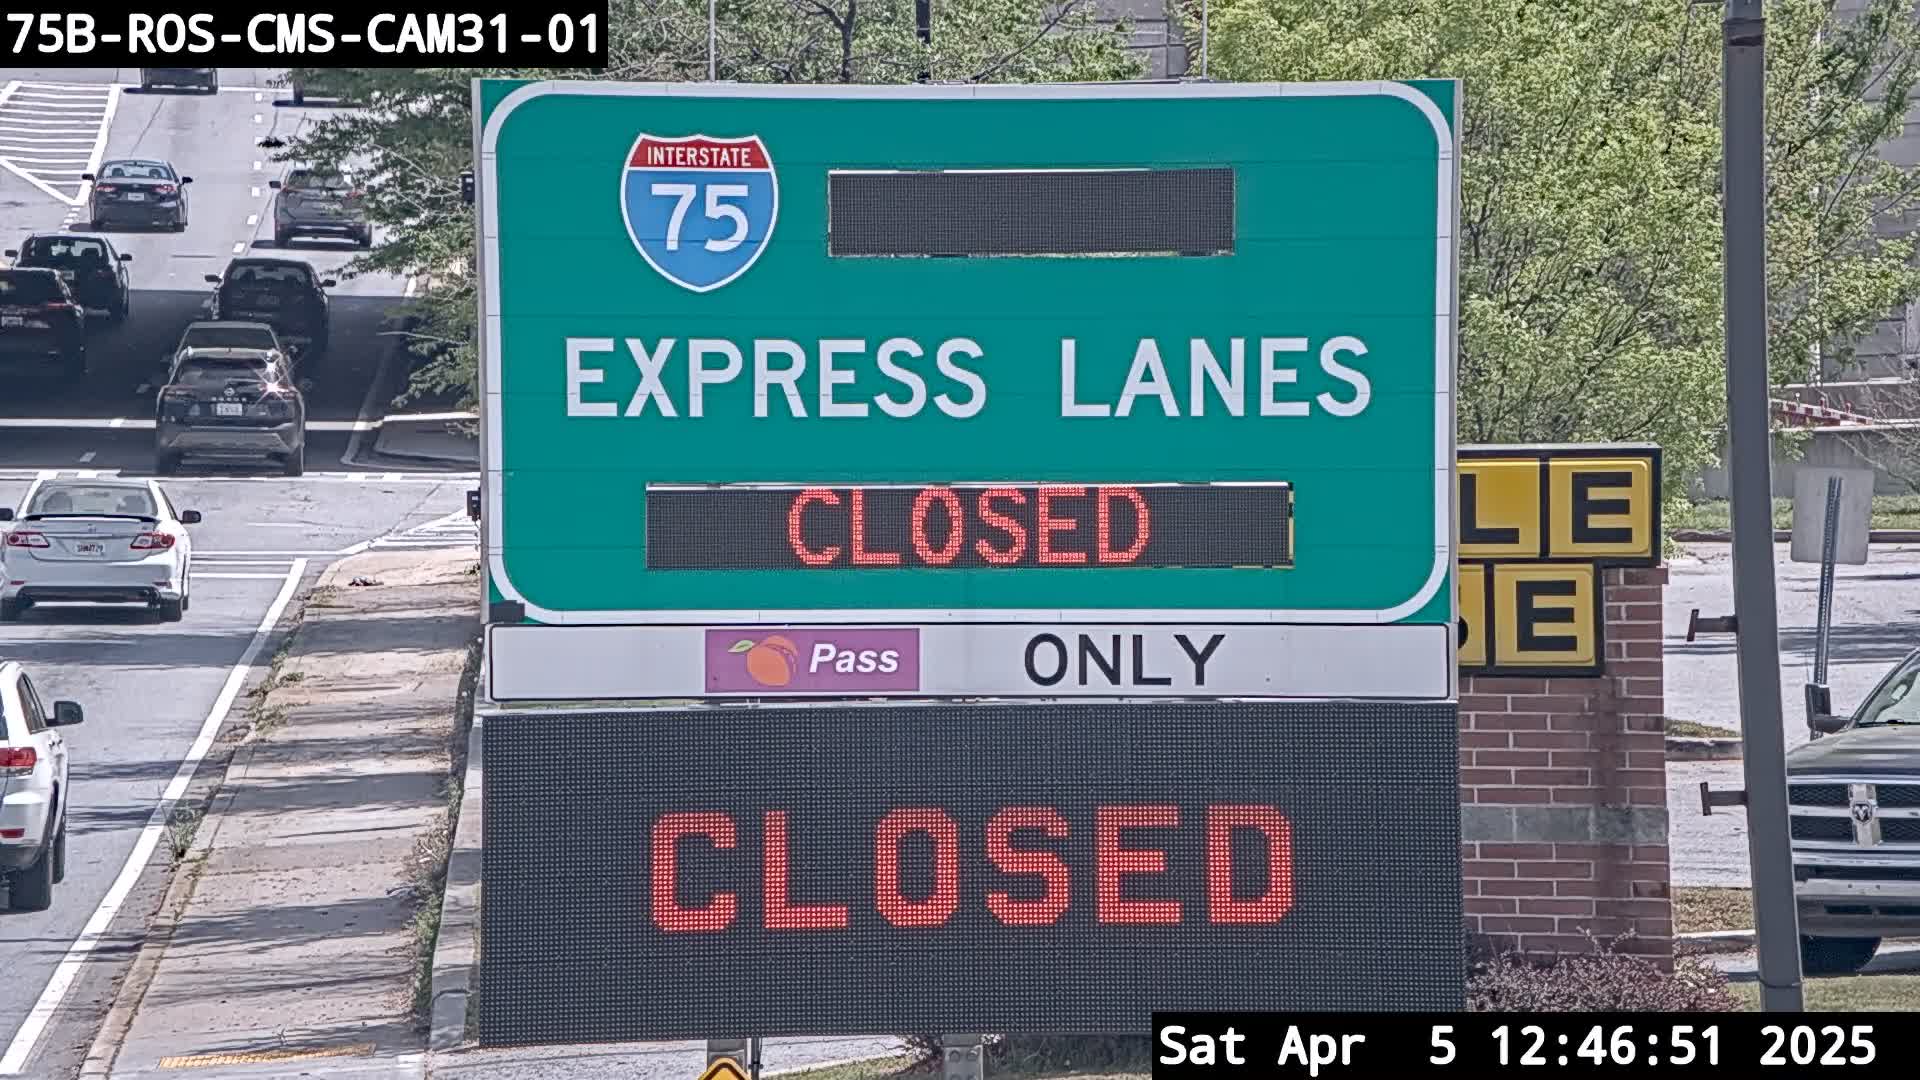 75B-ROS-CMS-CAM31-01
INTERSTATE
75
EXPRESS LANES
CLOSED
Pass ONLY
CLOSED
LE
E
Sat Apr 5 12:46:51 2025